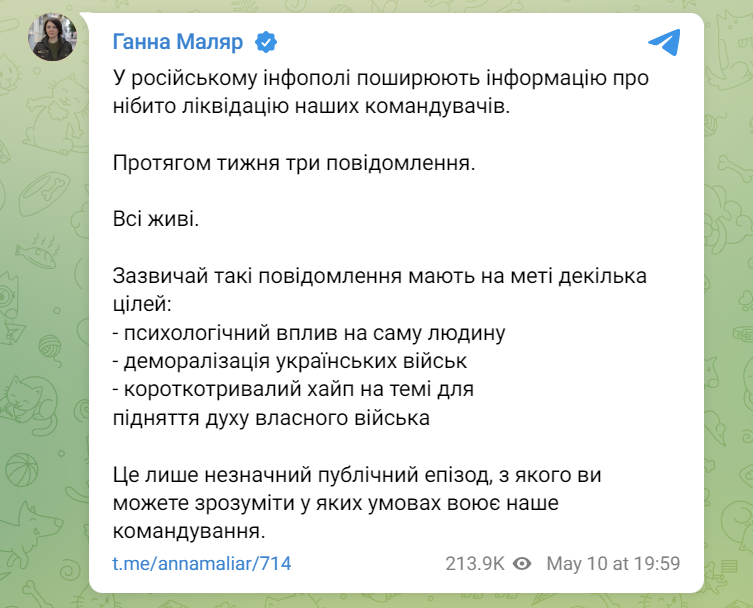 Ганна Маляр
У російському інфополі поширюють інформацію про
нібито ліквідацію наших командувачів.
Протягом тижня три повідомлення.
Всі живі.
Зазвичай такі повідомлення мають на меті декілька
цілей:
- психологічний вплив на саму людину
- деморалізація українських військ
- короткотривалий хайп на темі для
підняття духу власного війська
Це лише незначний публічний епізод, з якого ви
можете зрозуміти у яких умовах воює наше
командування.
t.me/annamaliar/714 213.9K May 10 at 19:59